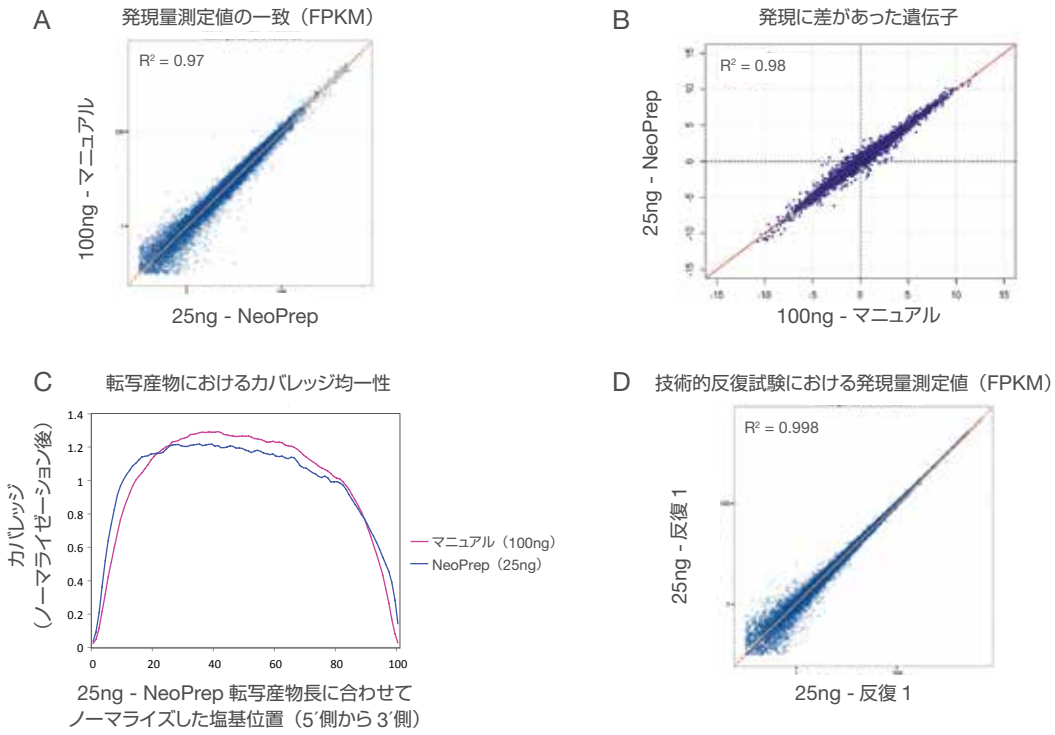 A
発現量測定値の一致（FPKM）
R² = 0.97
100ng - マニュアル
25ng - NeoPrep
B
発現に差があった遺伝子
R² = 0.98
25ng - NeoPrep
15
10
5
0
-5
-10
-15
-15
-10
-5
0
5
10
15
100ng - マニュアル
C
転写産物におけるカバレッジ均一性
カバレッジ
（ノーマライゼーション後）
1.4
1.2
1
0.8
0.6
0.4
0.2
0
0
20
40
60
80
100
マニュアル（100ng）
NeoPrep（25ng）
25ng - NeoPrep 転写産物長に合わせて
ノーマライズした塩基位置（5′側から 3′側）
D
技術的反復試験における発現量測定値（FPKM）
R² = 0.998
25ng - 反復 1
25ng - 反復 1